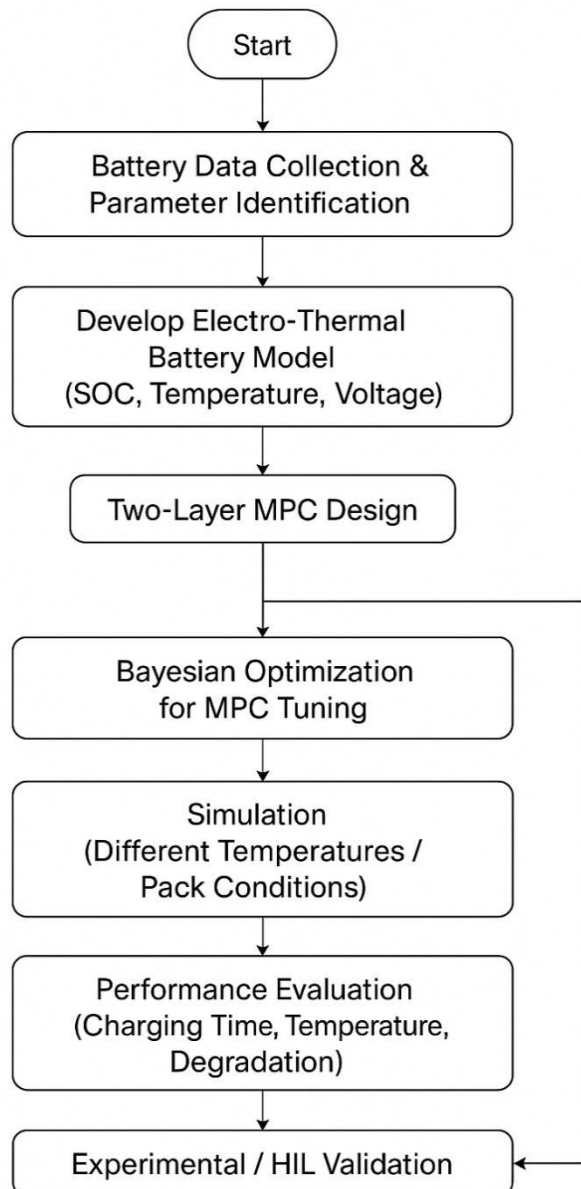 Start
Battery Data Collection &
Parameter Identification
Develop Electro-Thermal
Battery Model
(SOC, Temperature, Voltage)
Two-Layer MPC Design
Bayesian Optimization
for MPC Tuning
Simulation
(Different Temperatures /
Pack Conditions)
Performance Evaluation
(Charging Time, Temperature,
Degradation)
Experimental / HIL Validation